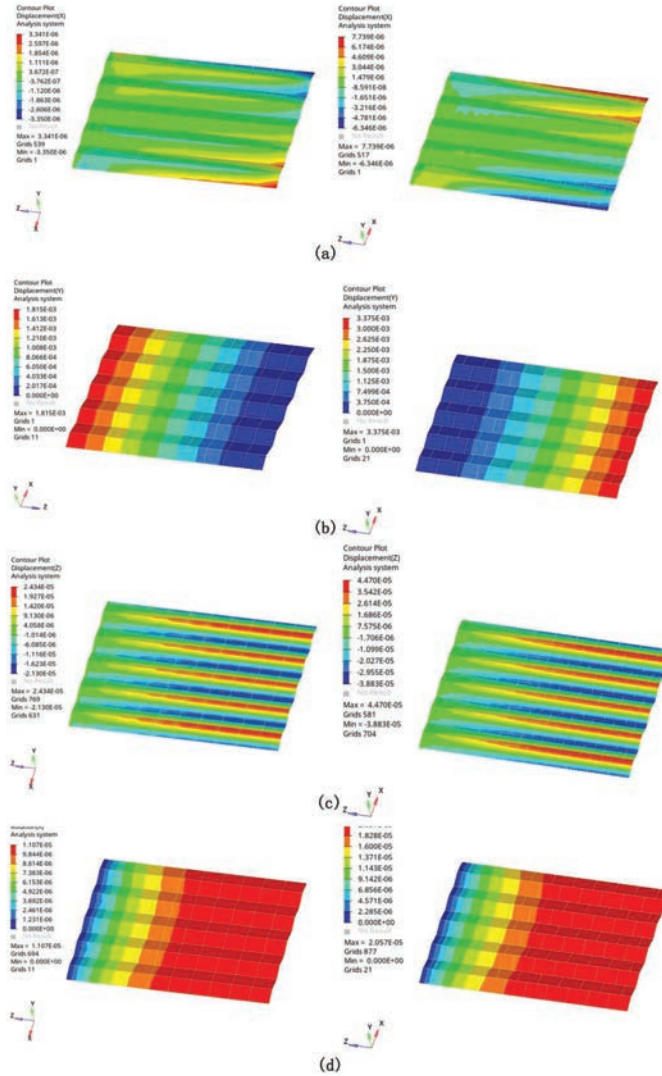 Contour Plot
Displacement(X)
Analysis system
3.341E-06
2.597E-06
1.854E-06
1.111E-06
3.672E-07
-3.762E-07
-1.120E-06
-1.863E-06
-2.606E-06
-3.350E-06
No Result
Max = 3.341E-06
Grids 539
Min = -3.350E-06
Grids 1
Y
Z
X
Contour Plot
Displacement(X)
Analysis system
7.739E-06
6.174E-06
4.609E-06
3.044E-06
1.479E-06
-8.591E-08
-1.651E-06
-3.216E-06
-4.781E-06
-6.346E-06
No Result
Max = 7.739E-06
Grids 517
Min = -6.346E-06
Grids 1
Y
X
Z
(a)
Contour Plot
Displacement(Y)
Analysis system
1.815E-03
1.613E-03
1.412E-03
1.210E-03
1.008E-03
8.066E-04
6.050E-04
4.033E-04
2.017E-04
0.000E+00
No Result
Max = 1.815E-03
Grids 1
Min = 0.000E+00
Grids 11
Y
X
Z
Contour Plot
Displacement(Y)
Analysis system
3.375E-03
3.000E-03
2.625E-03
2.250E-03
1.875E-03
1.500E-03
1.125E-03
7.499E-04
3.750E-04
0.000E+00
No Result
Max = 3.375E-03
Grids 1
Min = 0.000E+00
Grids 21
Y
X
Z
(b)
Contour Plot
Displacement(Z)
Analysis system
2.434E-05
1.927E-05
1.420E-05
9.130E-06
4.058E-06
-1.014E-06
-6.085E-06
-1.116E-05
-1.623E-05
-2.130E-05
No Result
Max = 2.434E-05
Grids 769
Min = -2.130E-05
Grids 631
Y
Z
X
Contour Plot
Displacement(Z)
Analysis system
4.470E-05
3.542E-05
2.614E-05
1.686E-05
7.575E-06
-1.706E-06
-1.099E-05
-2.027E-05
-2.955E-05
-3.883E-05
No Result
Max = 4.470E-05
Grids 581
Min = -3.883E-05
Grids 704
Y
X
Z
(c)
Analysis system
1.107E-05
9.844E-06
8.614E-06
7.383E-06
6.153E-06
4.922E-06
3.692E-06
2.461E-06
1.231E-06
0.000E+00
No Result
Max = 1.107E-05
Grids 694
Min = 0.000E+00
Grids 11
Y
Z
X
1.828E-05
1.600E-05
1.371E-05
1.143E-05
9.142E-06
6.856E-06
4.571E-06
2.285E-06
0.000E+00
No Result
Max = 2.057E-05
Grids 877
Min = 0.000E+00
Grids 21
Y
X
Z
(d)